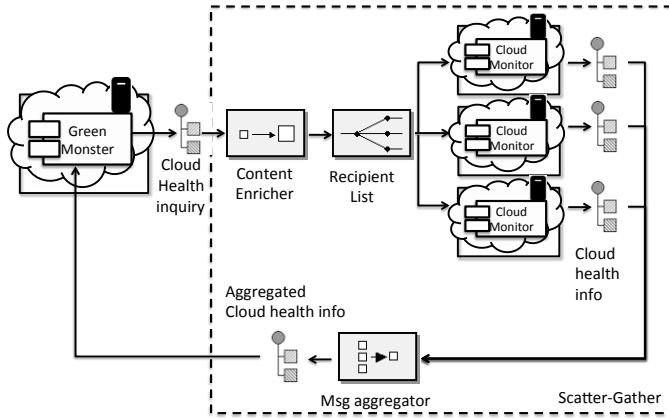 Green
Monster
Cloud
Health
inquiry
Content
Enricher
Recipient
List
Cloud
Monitor
Cloud
Monitor
Cloud
Monitor
Cloud
health
info
Aggregated
Cloud health info
Msg aggregator
Scatter-Gather